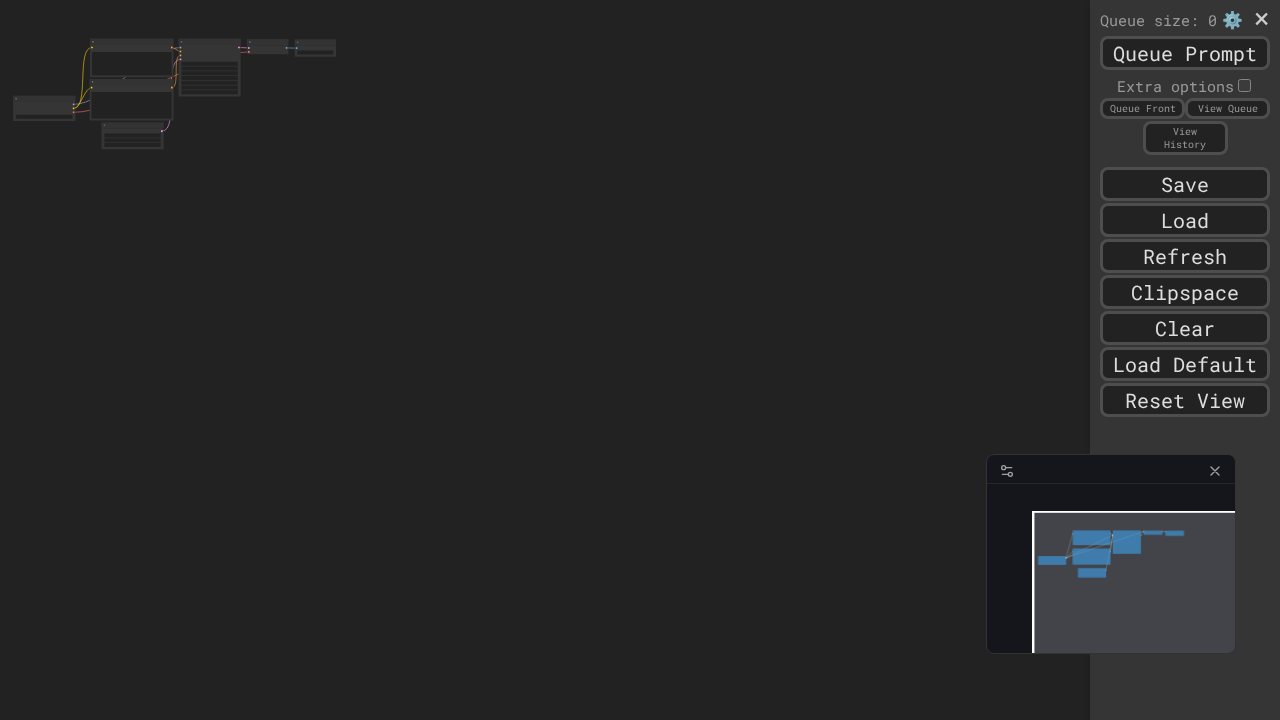 Queue size: 0
Queue Prompt
Extra options
Queue Front
View Queue
View
History
Save
Load
Refresh
Clipspace
Clear
Load Default
Reset View